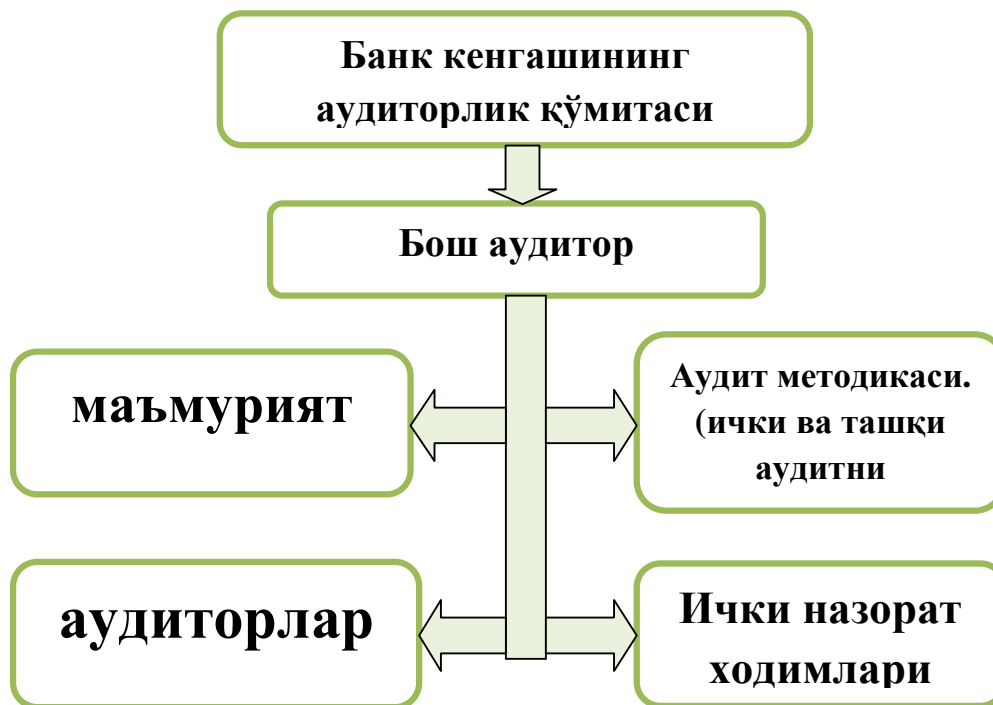 Банк кенгашининг
аудиторлик қўмитаси
Бош аудитор
маъмурият
Аудит методикаси.
(ички ва ташқи
аудитни
аудиторлар
Ички назорат
ходимлари